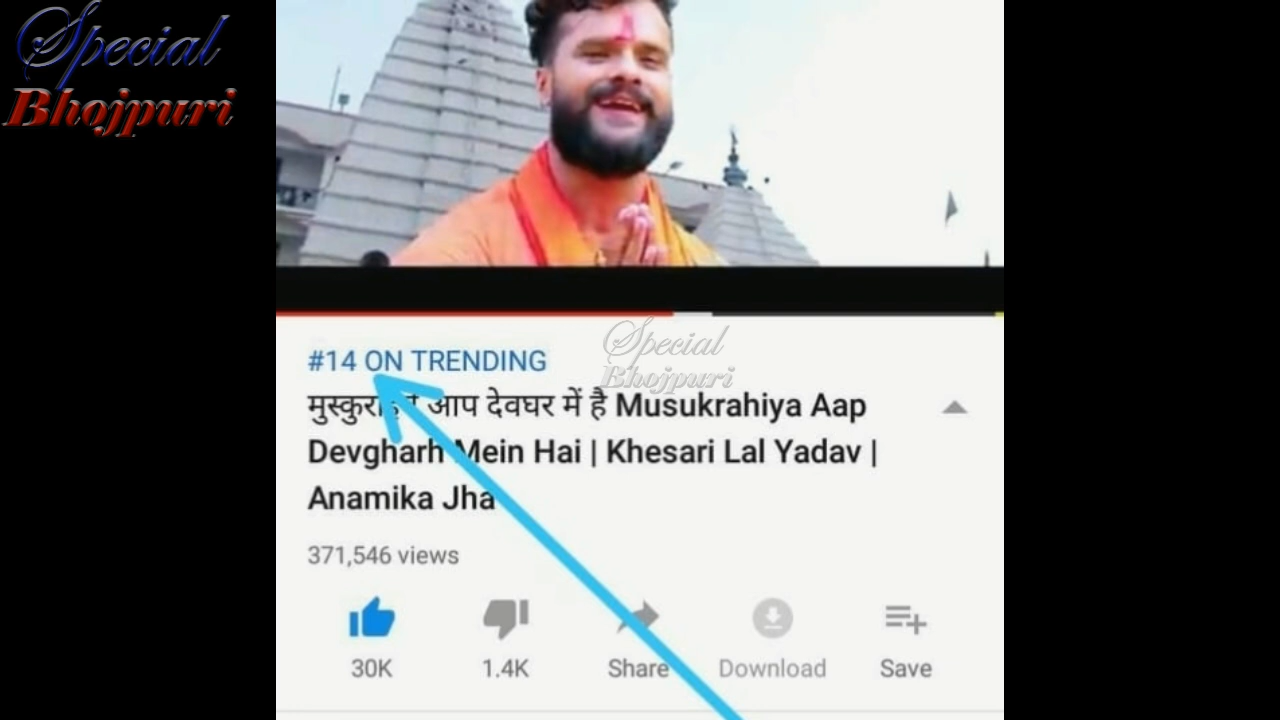 Special
Bhojpuri
#14 ON TRENDING
Special
Bhojpuri
आप देवघर में है Musukrahiya Aap
Devgharh Mein Hai | Khesari Lal Yadav |
Anamika Jha
371,546 views
30K 1.4K Share Download Save